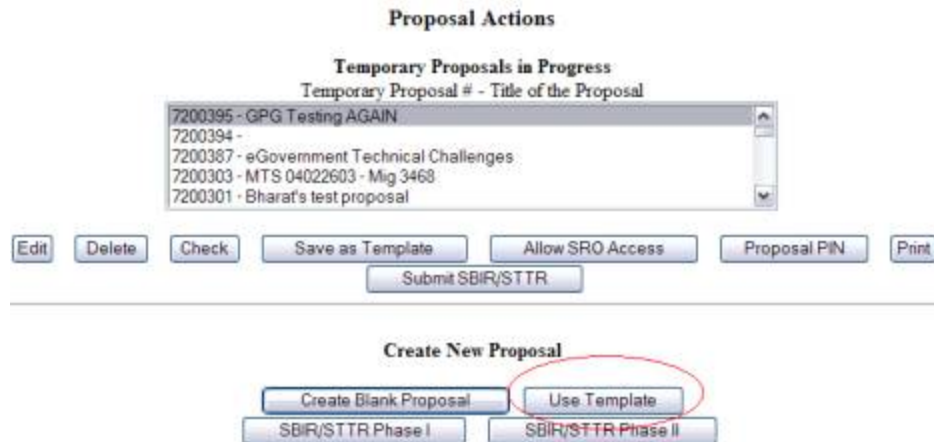 Proposal Actions
Temporary Proposals in Progress
Temporary Proposal # - Title of the Proposal
7200395 - GPG Testing AGAIN
7200394 -
7200387 - eGovernment Technical Challenges
7200303 - MTS 04022603 - Mig 3468
7200301 - Bharat's test proposal
Edit Delete Check Save as Template Allow SRO Access Proposal PIN Print
Submit SBIR/STTR
Create New Proposal
Create Blank Proposal Use Template
SBIR/STTR Phase I SBIR/STTR Phase II